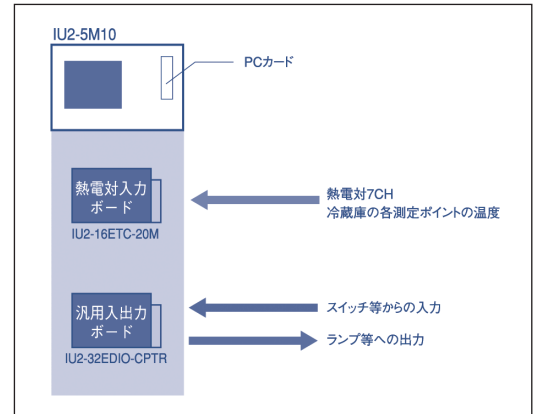 IU2-5M10
PCカード
熱電対入力
ボード
IU2-16ETC-20M
熱電対7CH
冷蔵庫の各測定ポイントの温度
汎用入出力
ボード
IU2-32EDIO-CPTR
スイッチ等からの入力
ランプ等への出力